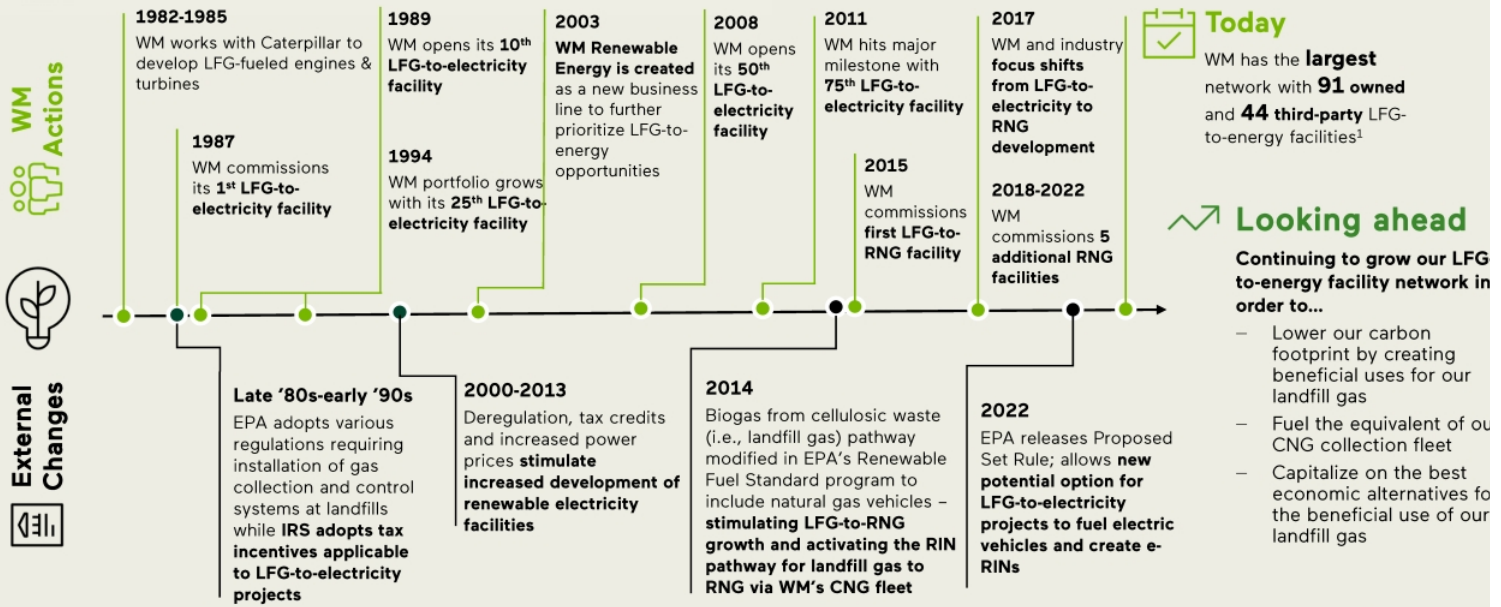 WM
Actions
1982-1985
WM works with Caterpillar to
develop LFG-fueled engines &
turbines
1987
WM commissions
its 1st LFG-to-
electricity facility
1989
WM opens its 10th
LFG-to-electricity
facility
1994
WM portfolio grows
with its 25th LFG-to-
electricity facility
2003
WM Renewable
Energy is created
as a new business
line to further
prioritize LFG-to-
energy
opportunities
2008
WM opens
its 50th
LFG-to-
electricity
facility
2011
WM hits major
milestone with
75th LFG-to-
electricity facility
2015
WM
commissions
first LFG-to-
RNG facility
2017
WM and industry
focus shifts
from LFG-to-
electricity to
RNG
development
2018-2022
WM
commissions 5
additional RNG
facilities
Today
WM has the largest
network with 91 owned
and 44 third-party LFG-
to-energy facilities1
Looking ahead
Continuing to grow our LFG-
to-energy facility network in
order to...
– Lower our carbon
footprint by creating
beneficial uses for our
landfill gas
– Fuel the equivalent of ou
CNG collection fleet
– Capitalize on the best
economic alternatives fo
the beneficial use of our
landfill gas
External
Changes
Late '80s-early '90s
EPA adopts various
regulations requiring
installation of gas
collection and control
systems at landfills
while IRS adopts tax
incentives applicable
to LFG-to-electricity
projects
2000-2013
Deregulation, tax credits
and increased power
prices stimulate
increased development of
renewable electricity
facilities
2014
Biogas from cellulosic waste
(i.e., landfill gas) pathway
modified in EPA's Renewable
Fuel Standard program to
include natural gas vehicles –
stimulating LFG-to-RNG
growth and activating the RIN
pathway for landfill gas to
RNG via WM's CNG fleet
2022
EPA releases Proposed
Set Rule; allows new
potential option for
LFG-to-electricity
projects to fuel electric
vehicles and create e-
RINs